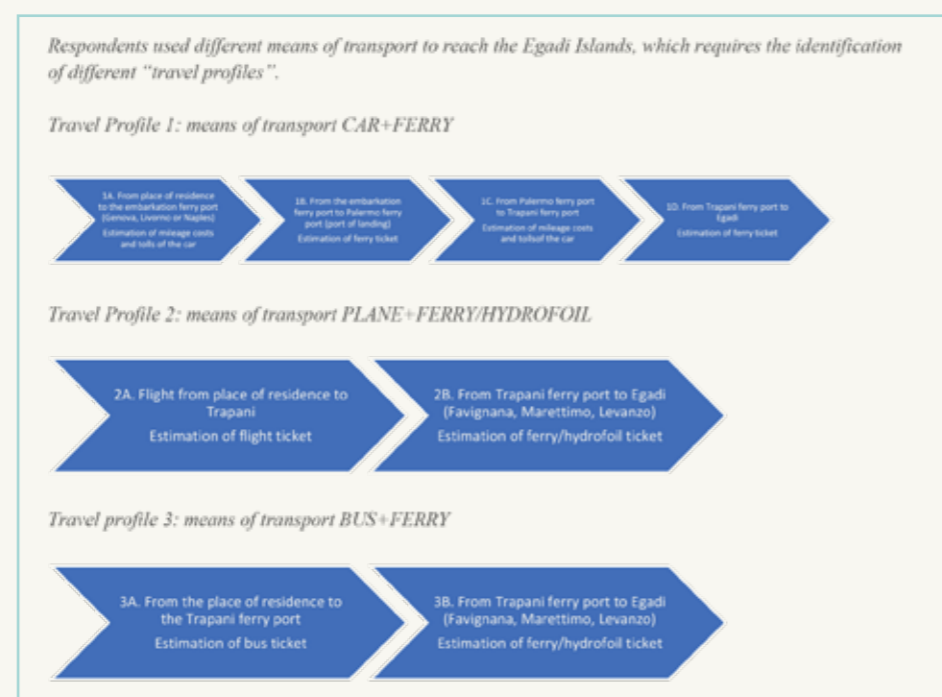 Respondents used different means of transport to reach the Egadi Islands, which requires the identification
of different “travel profiles”.
Travel Profile 1: means of transport CAR+FERRY
1A. From place of residence
to the embarkation ferry port
(Genova, Livorno or Naples)
Estimation of mileage costs
and tolls of the car
1B. From the embarkation
ferry port to Palermo ferry
port (port of landing)
Estimation of ferry ticket
1C. From Palermo ferry port
to Trapani ferry port
Estimation of mileage costs
and tollsof the car
1D. From Trapani ferry port to
Egadi
Estimation of ferry ticket
Travel Profile 2: means of transport PLANE+FERRY/HYDROFOIL
2A. Flight from place of residence to
Trapani
Estimation of flight ticket
2B. From Trapani ferry port to Egadi
(Favignana, Marettimo, Levanzo)
Estimation of ferry/hydrofoil ticket
Travel profile 3: means of transport BUS+FERRY
3A. From the place of residence to
the Trapani ferry port
Estimation of bus ticket
3B. From Trapani ferry port to Egadi
(Favignana, Marettimo, Levanzo)
Estimation of ferry/hydrofoil ticket